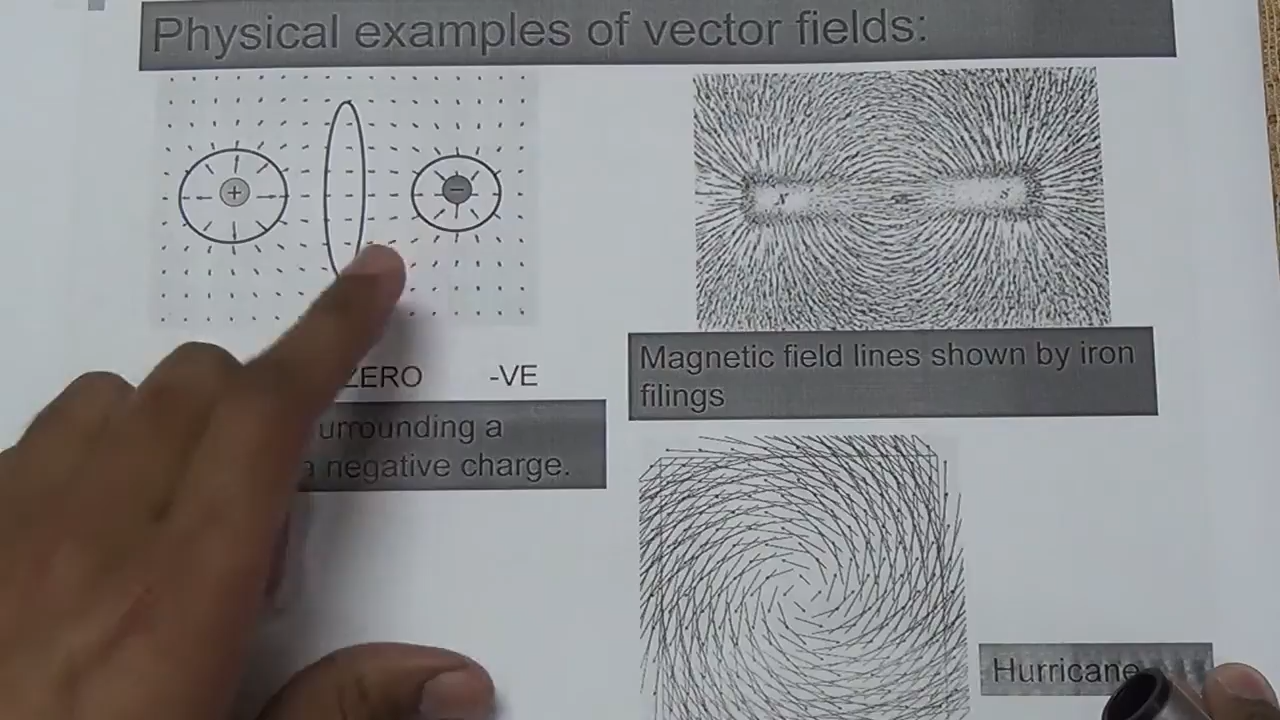 Physical examples of vector fields:
+
−
N
s
ZERO -VE
urrounding a
a negative charge.
Magnetic field lines shown by iron
filings
Hurricane